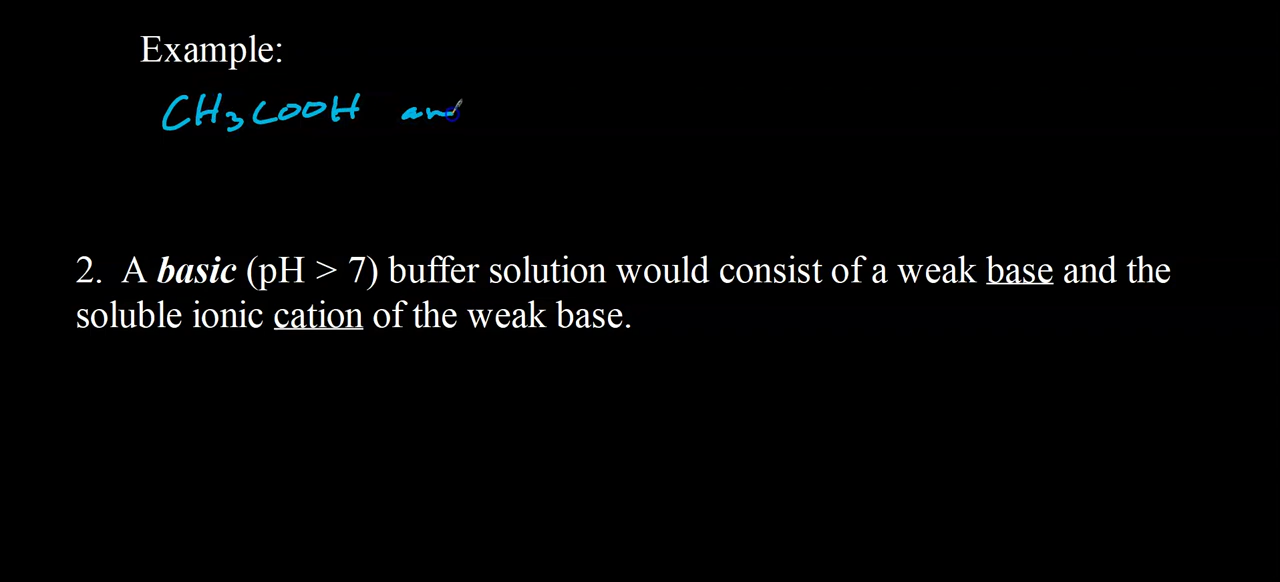 Example:
CH3COOH an
2. A basic (pH > 7) buffer solution would consist of a weak base and the
soluble ionic cation of the weak base.